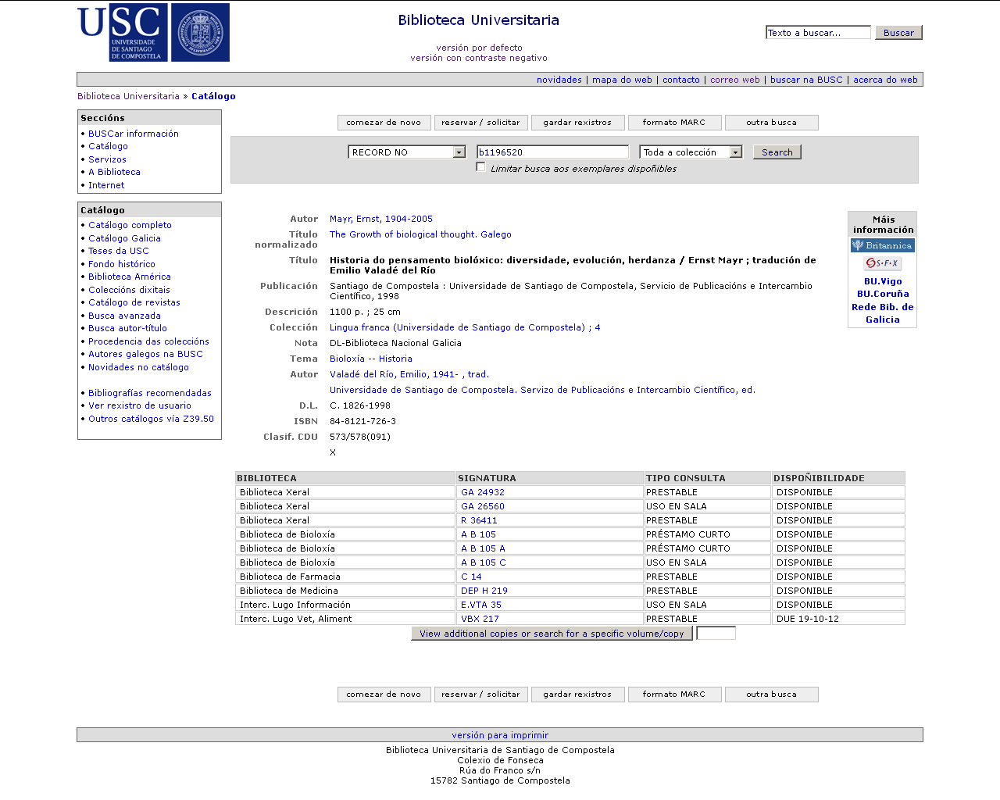 USC
UNIVERSIDADE
DE SANTIAGO
DE COMPOSTELA
Biblioteca Universitaria
versión por defecto
versión con contraste negativo
Texto a buscar... Buscar
novidades | mapa do web | contacto | correo web | buscar na BUSC | acerca do web
Biblioteca Universitaria » Catálogo
Seccións
• BUSCar información
• Catálogo
• Servizos
• A Biblioteca
• Internet
Catálogo
• Catálogo completo
• Catálogo Galicia
• Teses da USC
• Fondo histórico
• Biblioteca América
• Coleccións dixitais
• Catálogo de revistas
• Busca avanzada
• Busca autor-título
• Procedencia das coleccións
• Autores galegos na BUSC
• Novidades no catálogo
• Bibliografías recomendadas
• Ver rexistro de usuario
• Outros catálogos vía Z39.50
comezar de novo reservar / solicitar gardar rexistros formato MARC outra busca
RECORD NO b1196520 Toda a colección Search
Limitar busca aos exemplares dispoñibles
Autor Mayr, Ernst, 1904-2005
Título normalizado The Growth of biological thought. Galego
Título Historia do pensamento biolóxico: diversidade, evolución, herdanza / Ernst Mayr ; tradución de
Emilio Valadé del Río
Publicación Santiago de Compostela : Universidade de Santiago de Compostela, Servicio de Publicacións e Intercambio
Científico, 1998
Descrición 1100 p. ; 25 cm
Colección Lingua franca (Universidade de Santiago de Compostela) ; 4
Nota DL-Biblioteca Nacional Galicia
Tema Bioloxía -- Historia
Autor Valadé del Río, Emilio, 1941- , trad.
Universidade de Santiago de Compostela. Servizo de Publicacións e Intercambio Científico, ed.
D.L. C. 1826-1998
ISBN 84-8121-726-3
Clasif. CDU 573/578(091)
X
Máis
información
Britannica
S·F·X
BU.Vigo
BU.Coruña
Rede Bib. de
Galicia
BIBLIOTECA SIGNATURA TIPO CONSULTA DISPOÑIBILIDADE
Biblioteca Xeral GA 24932 PRESTABLE DISPONIBLE
Biblioteca Xeral GA 26560 USO EN SALA DISPONIBLE
Biblioteca Xeral R 36411 PRESTABLE DISPONIBLE
Biblioteca de Bioloxía A B 105 PRÉSTAMO CURTO DISPONIBLE
Biblioteca de Bioloxía A B 105 A PRÉSTAMO CURTO DISPONIBLE
Biblioteca de Bioloxía A B 105 C USO EN SALA DISPONIBLE
Biblioteca de Farmacia C 14 PRESTABLE DISPONIBLE
Biblioteca de Medicina DEP H 219 PRESTABLE DISPONIBLE
Interc. Lugo Información E.VTA 35 USO EN SALA DISPONIBLE
Interc. Lugo Vet, Aliment VBX 217 PRESTABLE DUE 19-10-12
View additional copies or search for a specific volume/copy
comezar de novo reservar / solicitar gardar rexistros formato MARC outra busca
versión para imprimir
Biblioteca Universitaria de Santiago de Compostela
Colexio de Fonseca
Rúa do Franco s/n
15782 Santiago de Compostela